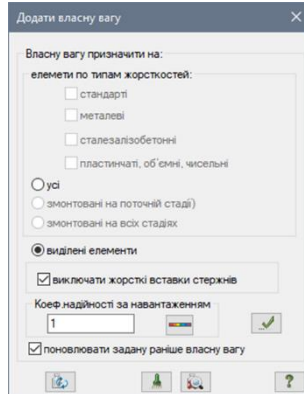 Додати власну вагу
Власну вагу призначити на:
елемети по типам жорсткостей:
стандарті
металеві
сталезалізобетонні
пластинчаті, об'ємні, чисельні
усі
змонтовані на поточній стадії)
змонтовані на всіх стадіях
виділені елементи
виключати жорсткі вставки стержнів
Коеф.надійності за навантаженням
1
поновлювати задану раніше власну вагу
?